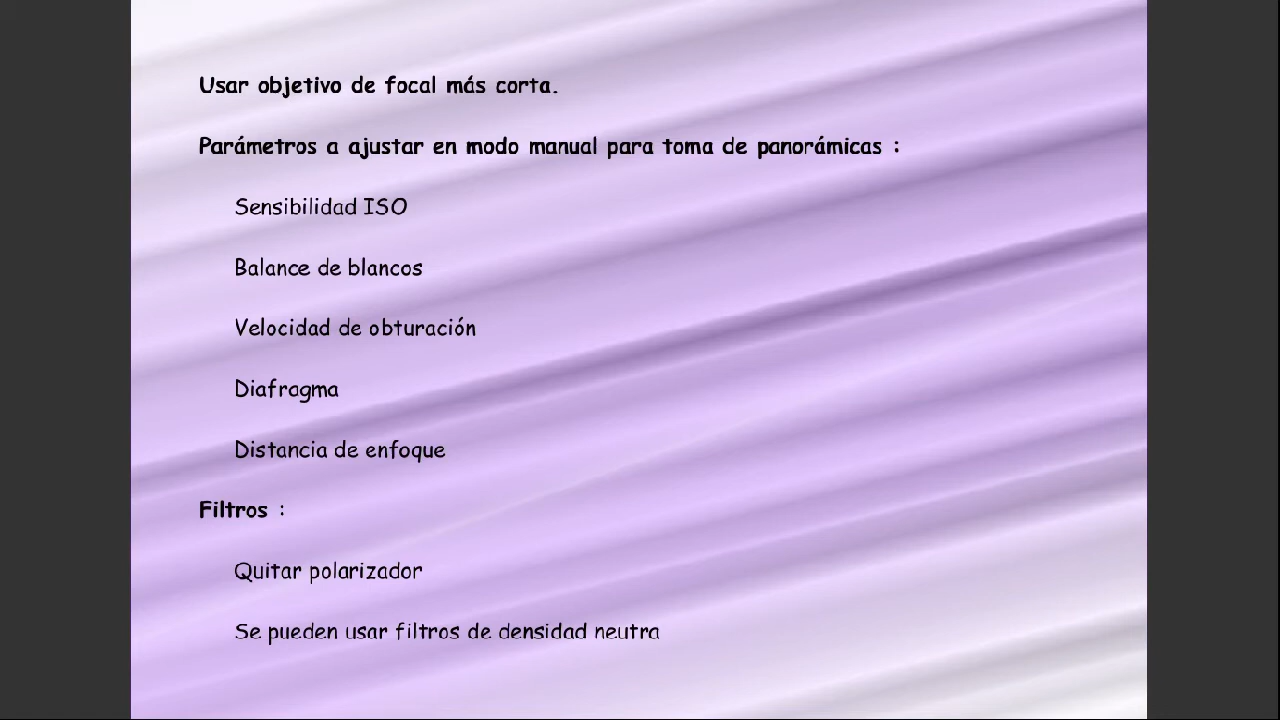 Usar objetivo de focal más corta.
Parámetros a ajustar en modo manual para toma de panorámicas :
Sensibilidad ISO
Balance de blancos
Velocidad de obturación
Diafragma
Distancia de enfoque
Filtros :
Quitar polarizador
Se pueden usar filtros de densidad neutra